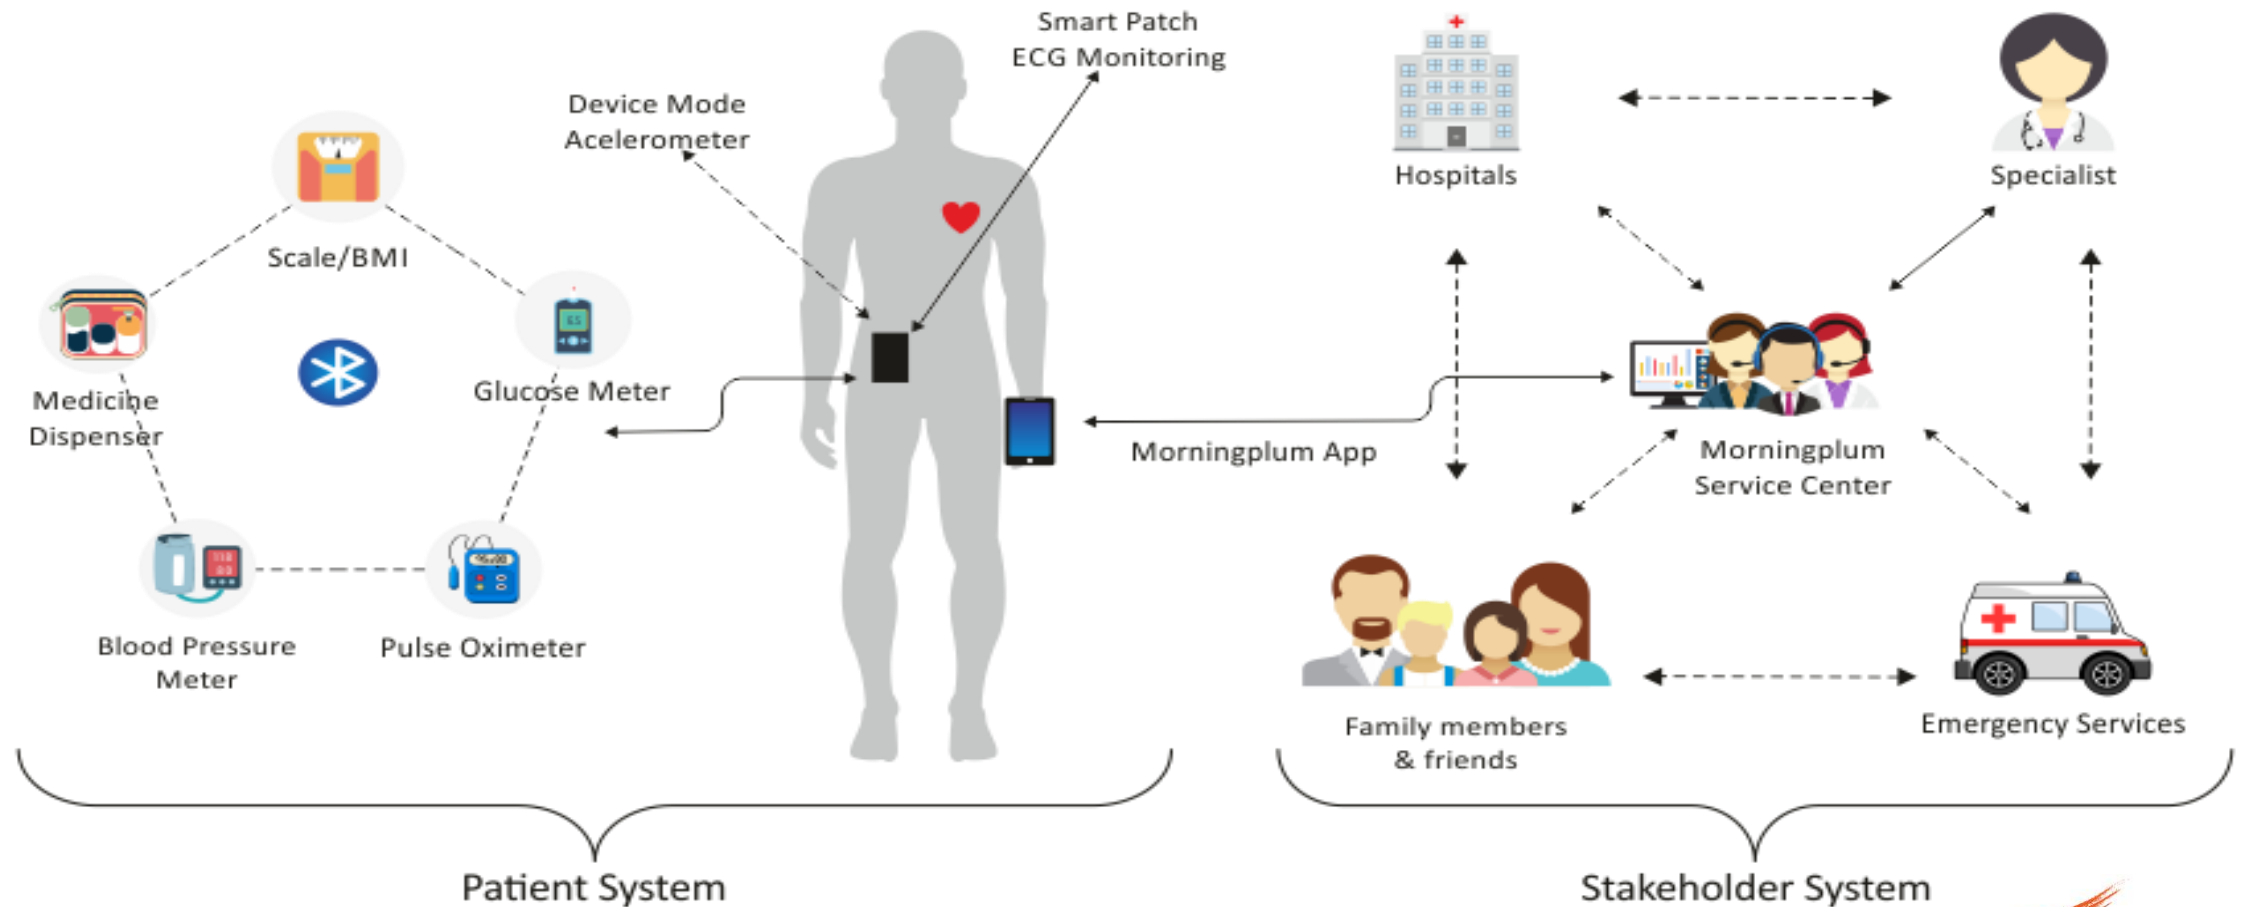 Smart Patch
ECG Monitoring
Device Mode
Acelerometer
Scale/BMI
Medicine
Dispenser
Glucose Meter
Blood Pressure
Meter
Pulse Oximeter
Morningplum App
Hospitals
Specialist
Morningplum
Service Center
Family members
& friends
Emergency Services
Patient System
Stakeholder System